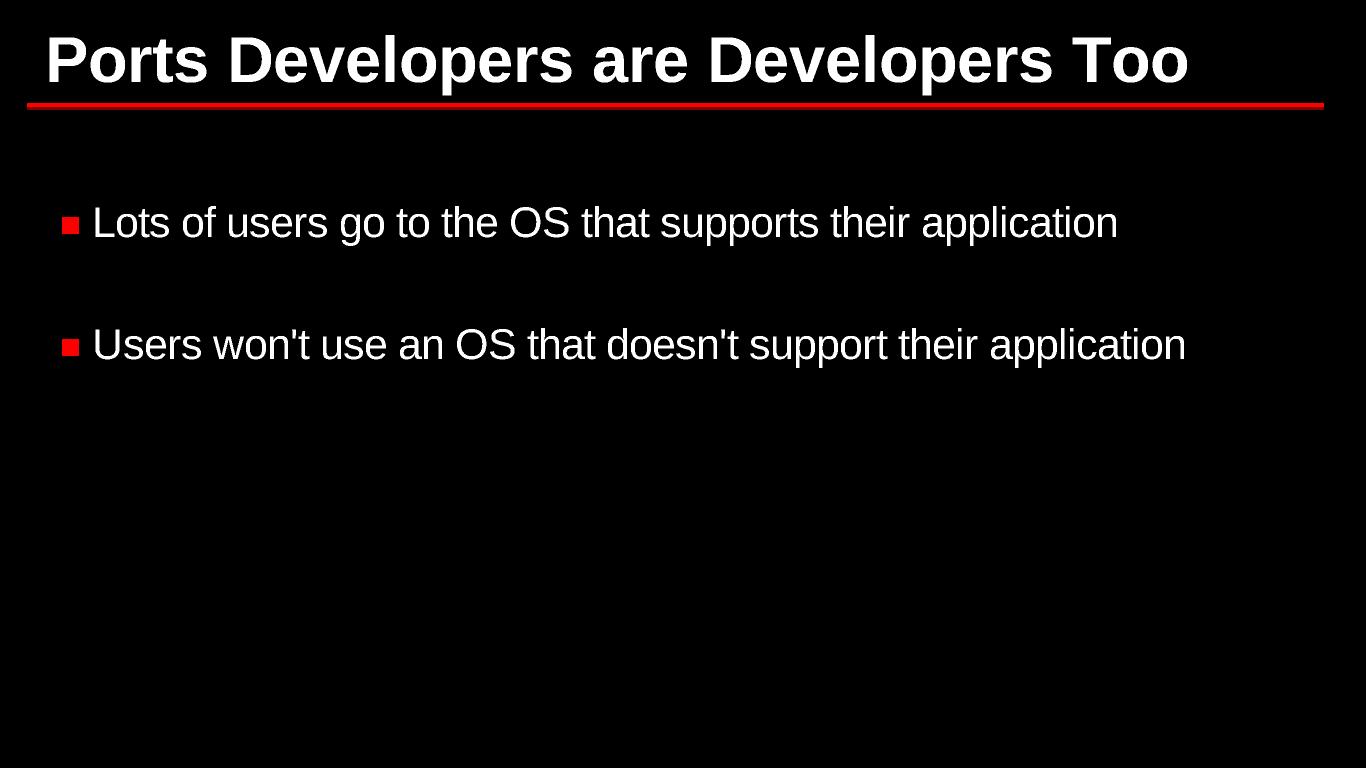 Ports Developers are Developers Too
Lots of users go to the OS that supports their application
Users won't use an OS that doesn't support their application